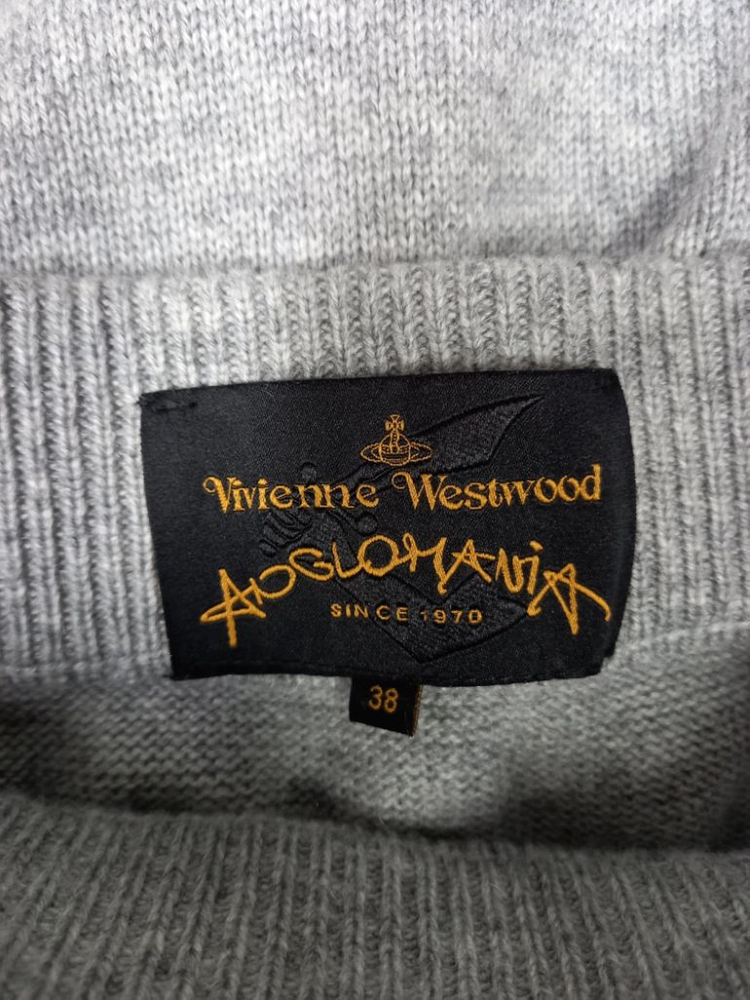 Vivienne Westwood
ANGLOMANIA
SINCE 1970
38